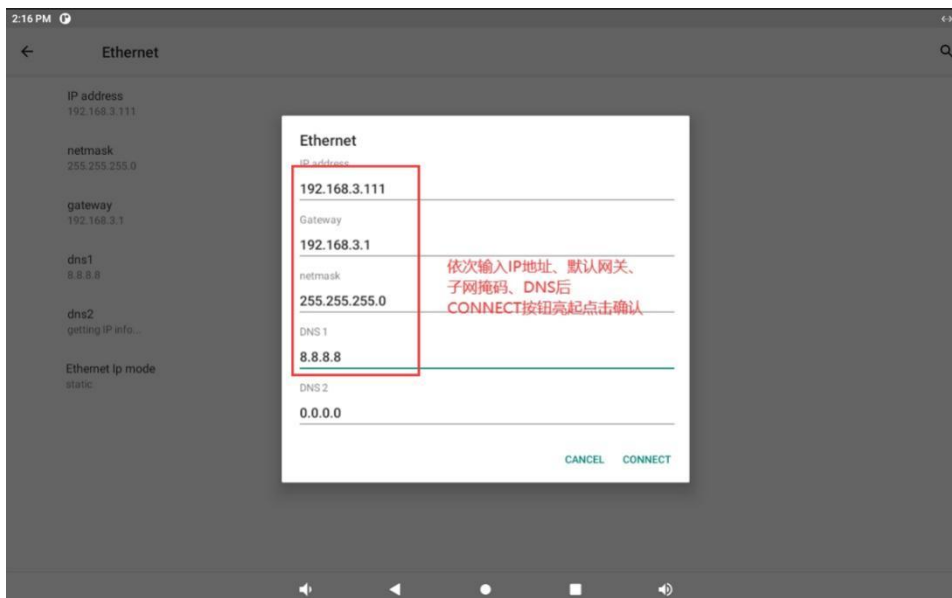 2:16 PM
Ethernet
IP address
192.168.3.111
netmask
255.255.255.0
gateway
192.168.3.1
dns1
8.8.8.8
dns2
getting IP info...
Ethernet Ip mode
static
Ethernet
IP address
192.168.3.111
Gateway
192.168.3.1
netmask
255.255.255.0
DNS 1
8.8.8.8
DNS 2
0.0.0.0
依次输入IP地址、默认网关、
子网掩码、DNS后
CONNECT按钮亮起点击确认
CANCEL CONNECT